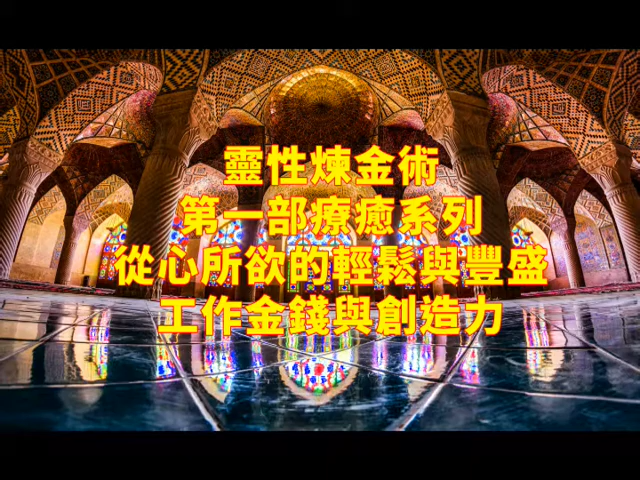 靈性煉金術
第一部療癒系列
從心所欲的輕鬆與豐盛
工作金錢與創造力